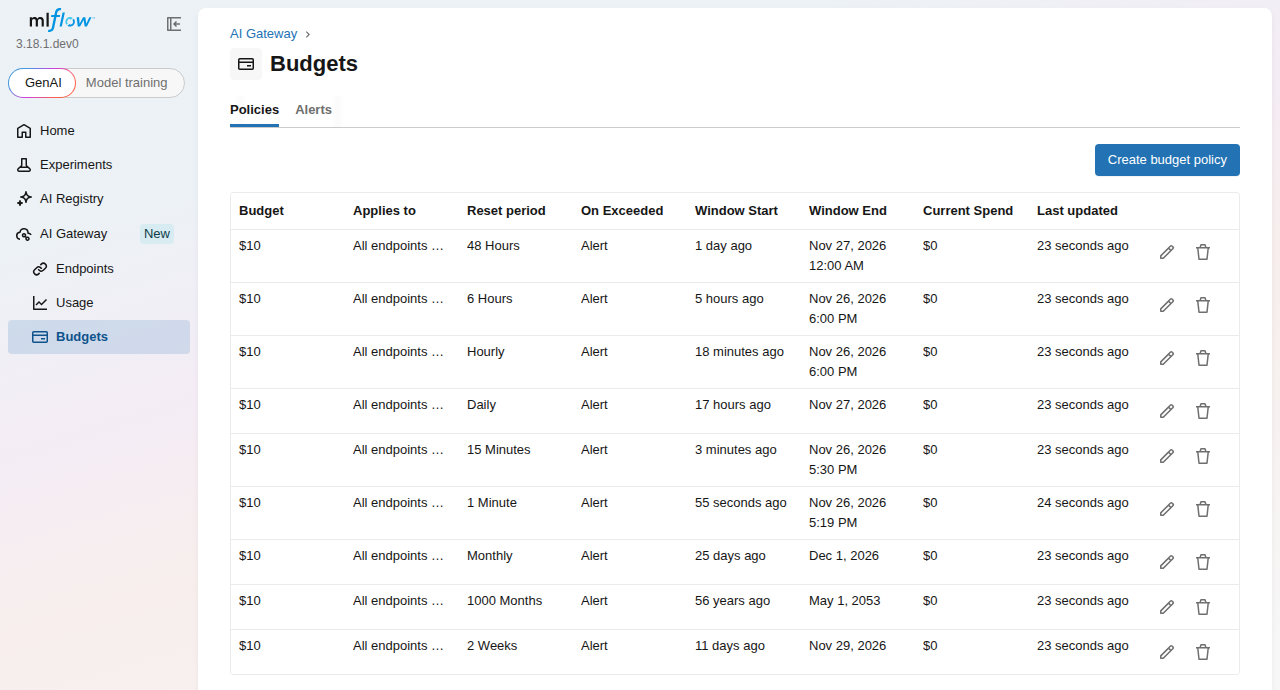 mlflow
3.18.1.dev0
GenAI Model training
Home
Experiments
AI Registry
AI Gateway New
Endpoints
Usage
Budgets
AI Gateway ›
Budgets
Policies Alerts
Create budget policy
Budget Applies to Reset period On Exceeded Window Start Window End Current Spend Last updated
$10 All endpoints … 48 Hours Alert 1 day ago Nov 27, 2026 $0 23 seconds ago
12:00 AM
$10 All endpoints … 6 Hours Alert 5 hours ago Nov 26, 2026 $0 23 seconds ago
6:00 PM
$10 All endpoints … Hourly Alert 18 minutes ago Nov 26, 2026 $0 23 seconds ago
6:00 PM
$10 All endpoints … Daily Alert 17 hours ago Nov 27, 2026 $0 23 seconds ago
$10 All endpoints … 15 Minutes Alert 3 minutes ago Nov 26, 2026 $0 23 seconds ago
5:30 PM
$10 All endpoints … 1 Minute Alert 55 seconds ago Nov 26, 2026 $0 24 seconds ago
5:19 PM
$10 All endpoints … Monthly Alert 25 days ago Dec 1, 2026 $0 23 seconds ago
$10 All endpoints … 1000 Months Alert 56 years ago May 1, 2053 $0 23 seconds ago
$10 All endpoints … 2 Weeks Alert 11 days ago Nov 29, 2026 $0 23 seconds ago